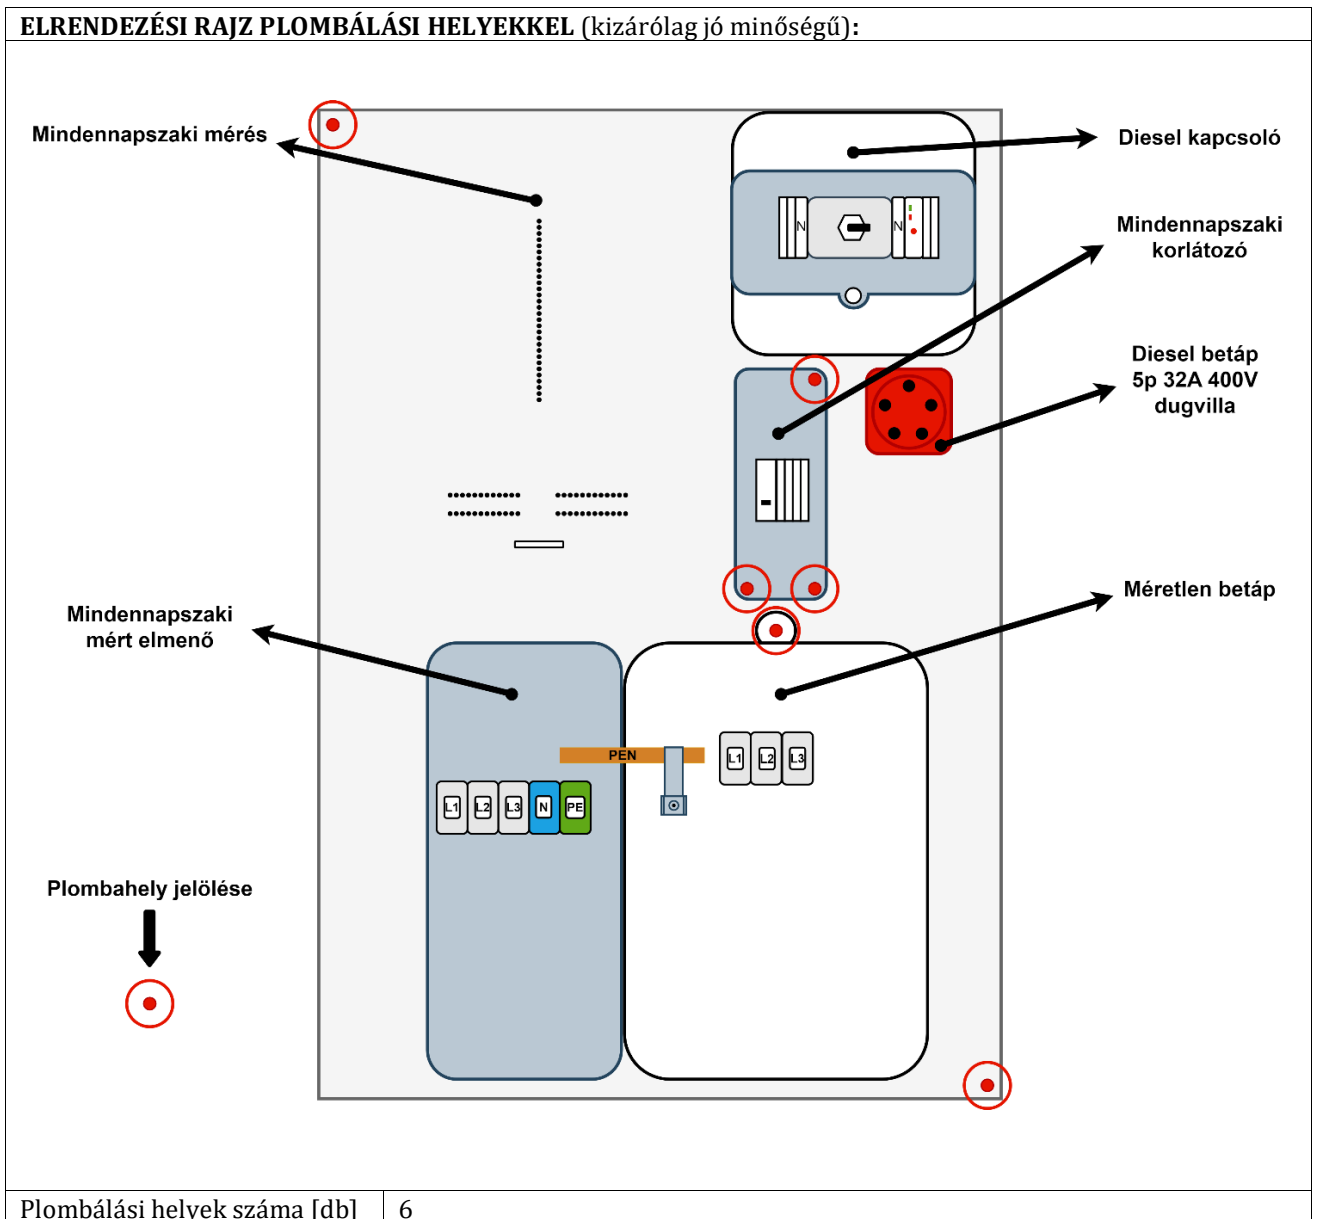 ELRENDEZÉSI RAJZ PLOMBÁLÁSI HELYEKKEL (kizárólag jó minőségű):
Mindennapszaki mérés
Diesel kapcsoló
N
N
Mindennapszaki
korlátozó
Diesel betáp
5p 32A 400V
dugvilla
Méretlen betáp
Mindennapszaki
mért elmenő
PEN
L1 L2 L3
L1 L2 L3 N PE
Plombahely jelölése
Plombálási helyek száma [db] 6